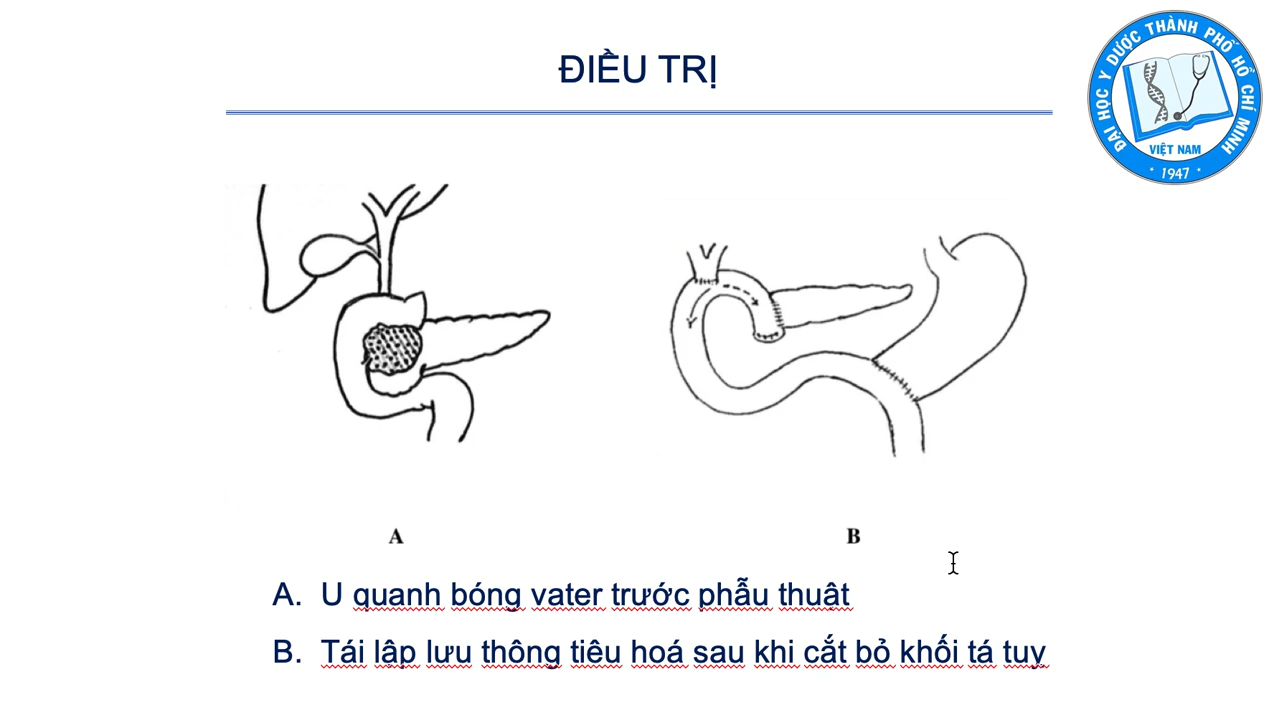 ĐIỀU TRỊ
ĐẠI HỌC Y DƯỢC THÀNH PHỐ HỒ CHÍ MINH
VIỆT NAM
1947
A
B
A. U quanh bóng vater trước phẫu thuật
B. Tái lập lưu thông tiêu hoá sau khi cắt bỏ khối tá tuỵ